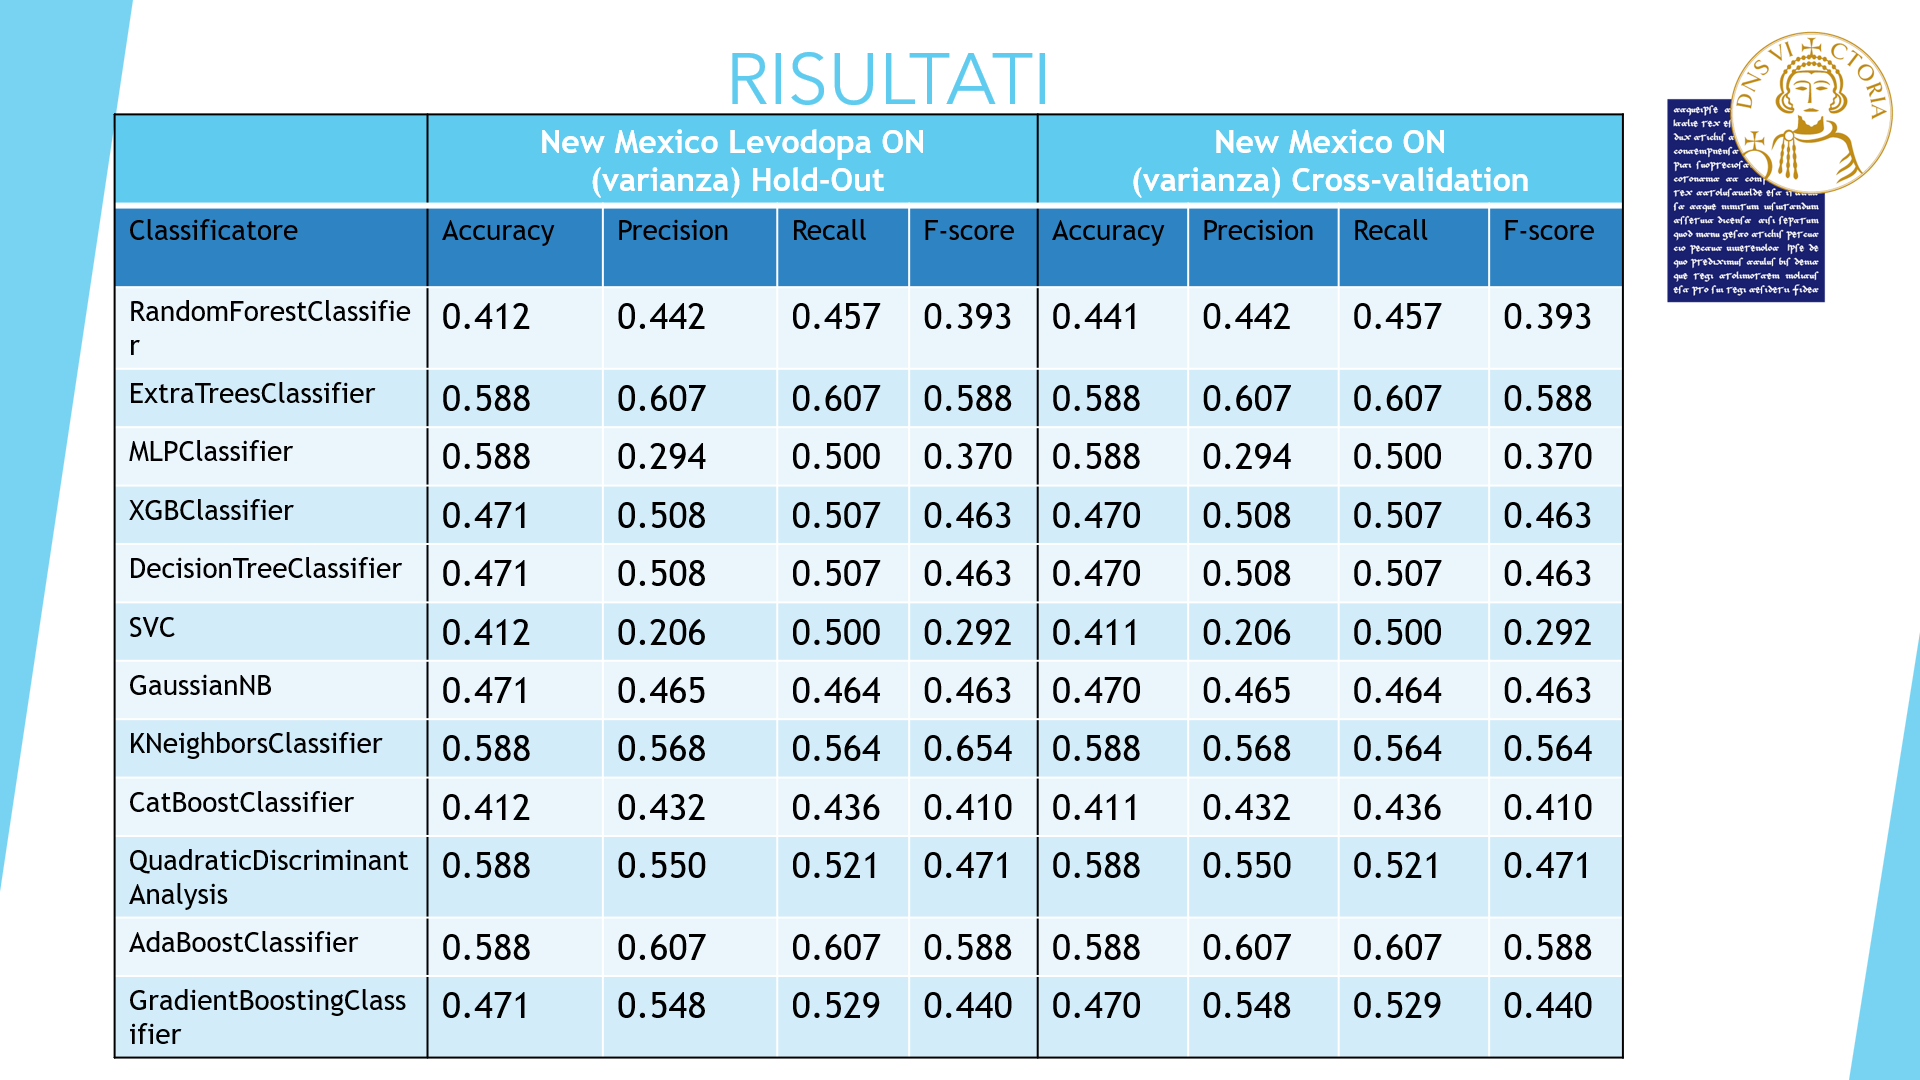 RISULTATI
New Mexico Levodopa ON
(varianza) Hold-Out
New Mexico ON
(varianza) Cross-validation
Classificatore Accuracy Precision Recall F-score Accuracy Precision Recall F-score
RandomForestClassifie
r
0.412 0.442 0.457 0.393 0.441 0.442 0.457 0.393
ExtraTreesClassifier 0.588 0.607 0.607 0.588 0.588 0.607 0.607 0.588
MLPClassifier 0.588 0.294 0.500 0.370 0.588 0.294 0.500 0.370
XGBClassifier 0.471 0.508 0.507 0.463 0.470 0.508 0.507 0.463
DecisionTreeClassifier 0.471 0.508 0.507 0.463 0.470 0.508 0.507 0.463
SVC 0.412 0.206 0.500 0.292 0.411 0.206 0.500 0.292
GaussianNB 0.471 0.465 0.464 0.463 0.470 0.465 0.464 0.463
KNeighborsClassifier 0.588 0.568 0.564 0.654 0.588 0.568 0.564 0.564
CatBoostClassifier 0.412 0.432 0.436 0.410 0.411 0.432 0.436 0.410
QuadraticDiscriminant
Analysis
0.588 0.550 0.521 0.471 0.588 0.550 0.521 0.471
AdaBoostClassifier 0.588 0.607 0.607 0.588 0.588 0.607 0.607 0.588
GradientBoostingClass
ifier
0.471 0.548 0.529 0.440 0.470 0.548 0.529 0.440
DNS VICTORIA